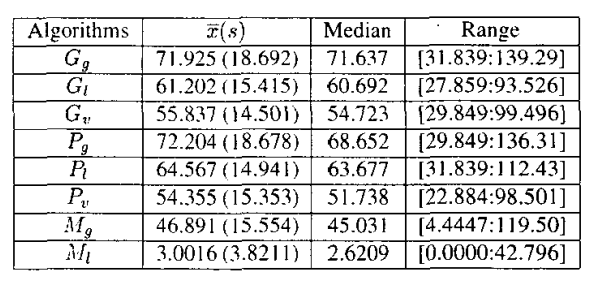 Algorithms x̄(s) Median Range
G_g 71.925 (18.692) 71.637 [31.839:139.29]
G_l 61.202 (15.415) 60.692 [27.859:93.526]
G_v 55.837 (14.501) 54.723 [29.849:99.496]
P_g 72.204 (18.678) 68.652 [29.849:136.31]
P_l 64.567 (14.941) 63.677 [31.839:112.43]
P_v 54.355 (15.353) 51.738 [22.884:98.501]
M_g 46.891 (15.554) 45.031 [4.4447:119.50]
M_l 3.0016 (3.8211) 2.6209 [0.0000:42.796]